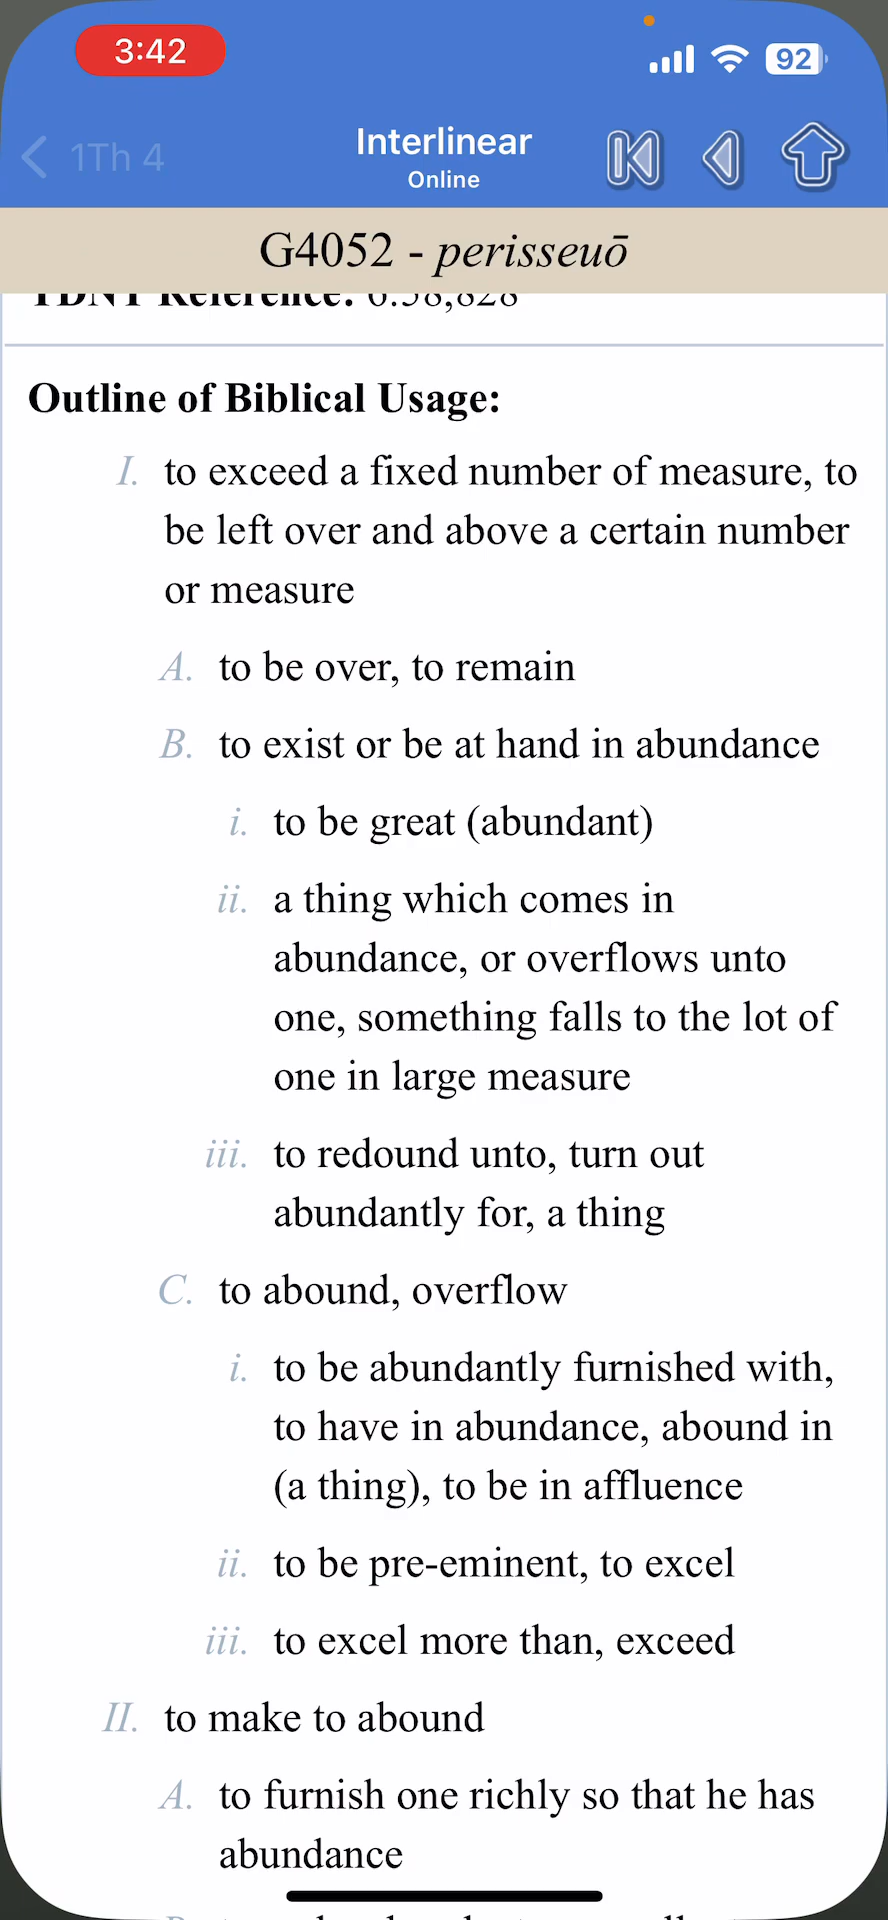 3:42
92
1Th 4
Interlinear
Online
G4052 - perisseuō
TDNT Reference: 6:58,828
Outline of Biblical Usage:
I. to exceed a fixed number of measure, to
be left over and above a certain number
or measure
A. to be over, to remain
B. to exist or be at hand in abundance
i. to be great (abundant)
ii. a thing which comes in
abundance, or overflows unto
one, something falls to the lot of
one in large measure
iii. to redound unto, turn out
abundantly for, a thing
C. to abound, overflow
i. to be abundantly furnished with,
to have in abundance, abound in
(a thing), to be in affluence
ii. to be pre-eminent, to excel
iii. to excel more than, exceed
II. to make to abound
A. to furnish one richly so that he has
abundance